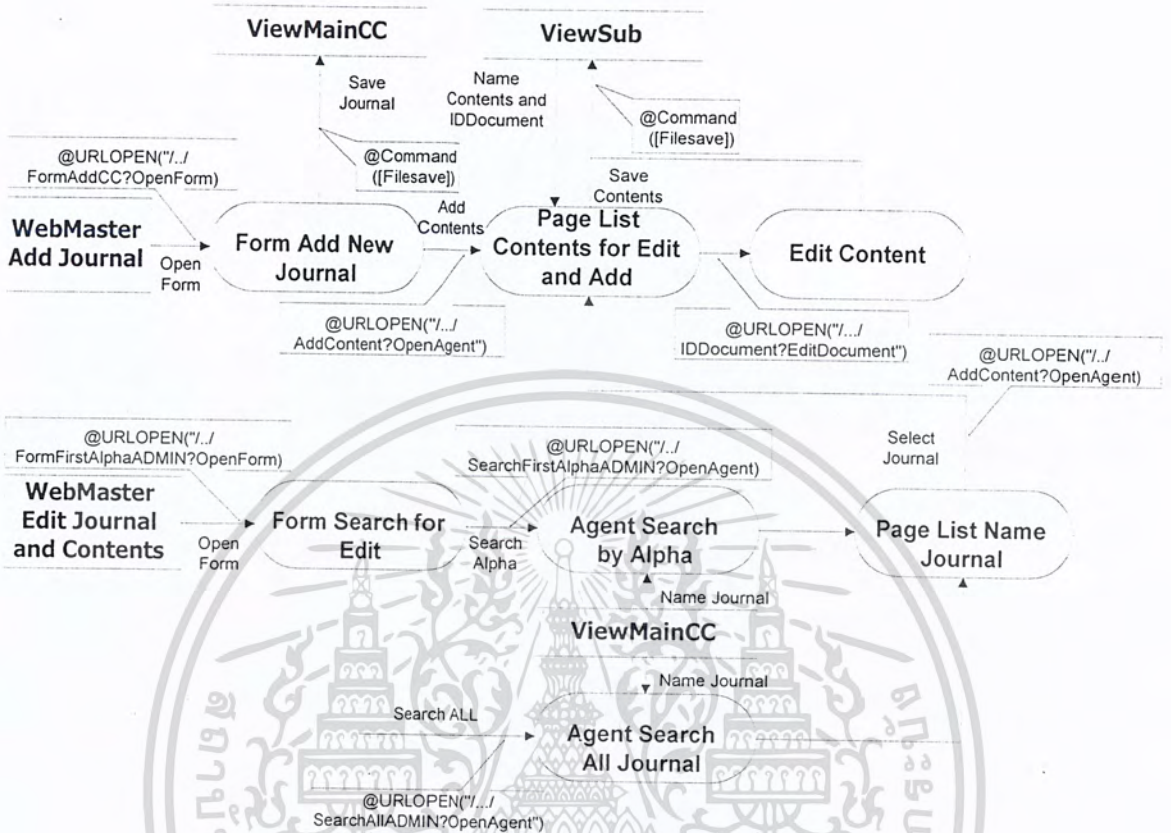 ViewMainCC
ViewSub
Save
Journal
Name
Contents and
IDDocument
@Command
([Filesave])
@Command
([Filesave])
@URLOPEN("/../
FormAddCC?OpenForm)
Save
Contents
WebMaster
Add Journal
Open
Form
Form Add New
Journal
Add
Contents
Page List
Contents for Edit
and Add
Edit Content
@URLOPEN("/.../
AddContent?OpenAgent")
@URLOPEN("/.../
IDDocument?EditDocument")
@URLOPEN("/../
AddContent?OpenAgent)
@URLOPEN("/../
FormFirstAlphaADMIN?OpenForm)
@URLOPEN("/../
SearchFirstAlphaADMIN?OpenAgent)
Select
Journal
WebMaster
Edit Journal
and Contents
Open
Form
Form Search for
Edit
Search
Alpha
Agent Search
by Alpha
Page List Name
Journal
Name Journal
ViewMainCC
Name Journal
Search ALL
Agent Search
All Journal
@URLOPEN("/.../
SearchAllADMIN?OpenAgent")